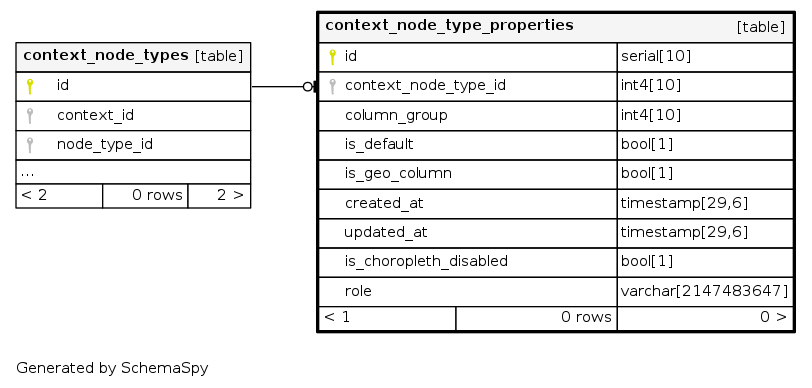 context_node_types [table]
id
context_id
node_type_id
...
< 2 0 rows 2 >
context_node_type_properties [table]
id serial[10]
context_node_type_id int4[10]
column_group int4[10]
is_default bool[1]
is_geo_column bool[1]
created_at timestamp[29,6]
updated_at timestamp[29,6]
is_choropleth_disabled bool[1]
role varchar[2147483647]
< 1 0 rows 0 >
Generated by SchemaSpy